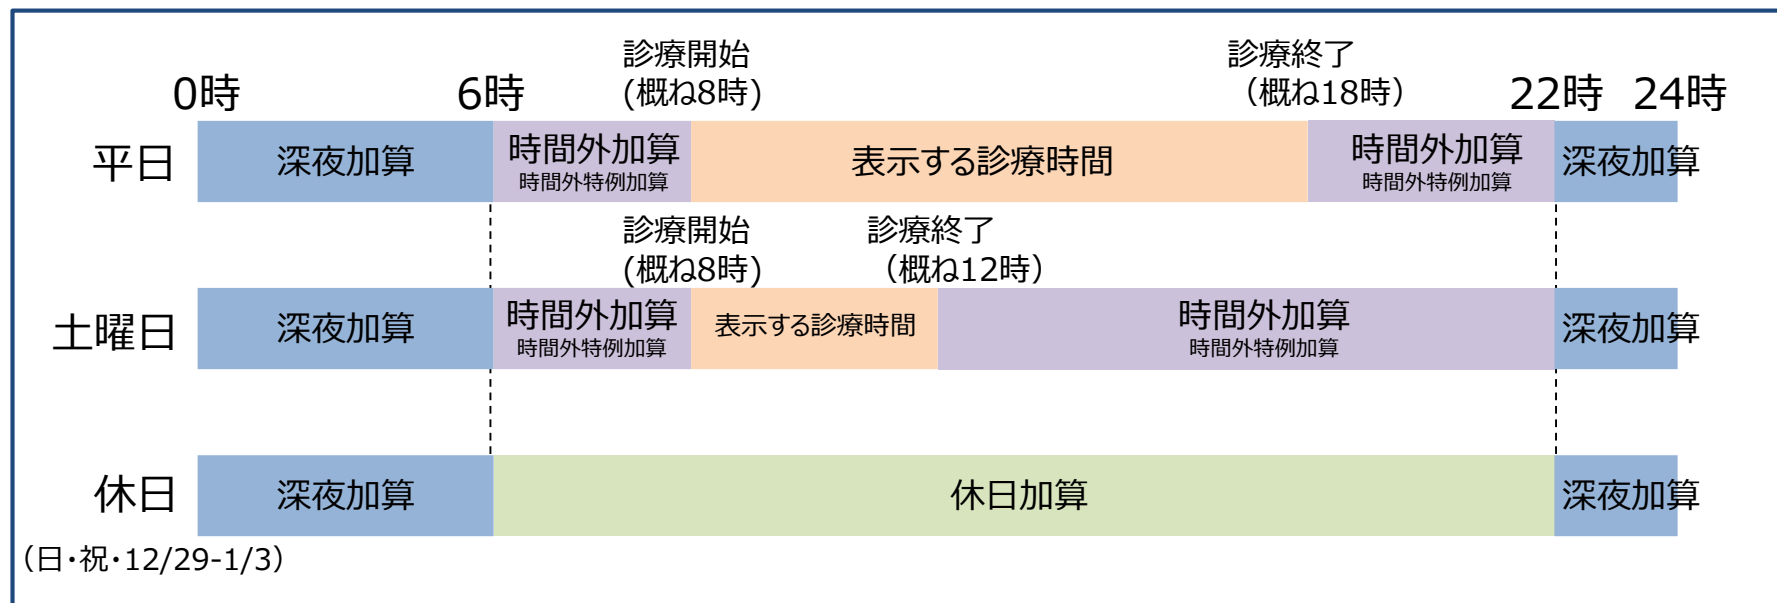 診療開始
(概ね8時)
診療終了
（概ね18時）
0時
6時
22時
24時
平日
深夜加算
時間外加算
時間外特例加算
表示する診療時間
時間外加算
時間外特例加算
深夜加算
診療開始
(概ね8時)
診療終了
（概ね12時）
土曜日
深夜加算
時間外加算
時間外特例加算
表示する診療時間
時間外加算
時間外特例加算
深夜加算
休日
深夜加算
休日加算
深夜加算
（日・祝・12/29-1/3）